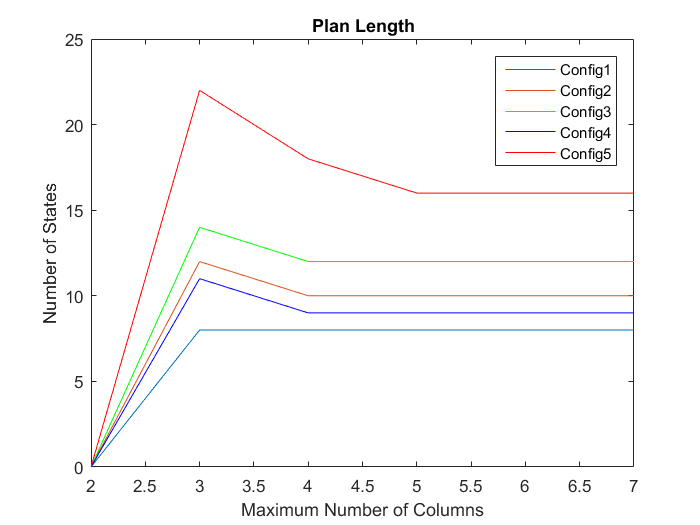 Plan Length
25
20
15
10
5
0
Number of States
Config1
Config2
Config3
Config4
Config5
2 2.5 3 3.5 4 4.5 5 5.5 6 6.5 7
Maximum Number of Columns